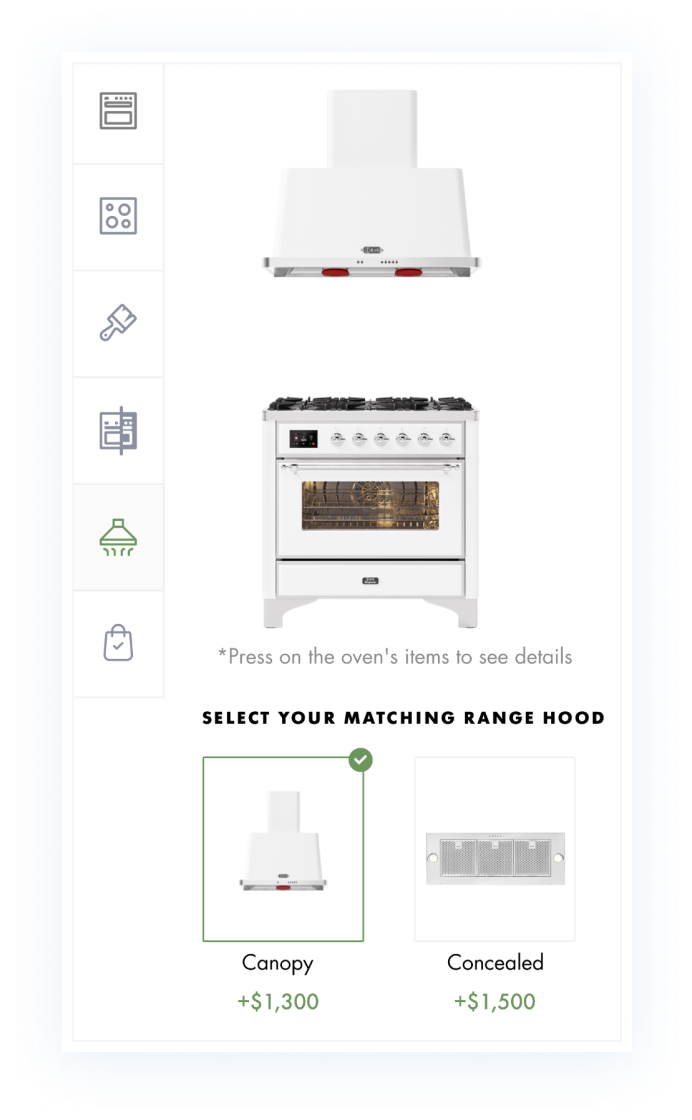 *Press on the oven's items to see details
SELECT YOUR MATCHING RANGE HOOD
Canopy
Concealed
+$1,300
+$1,500